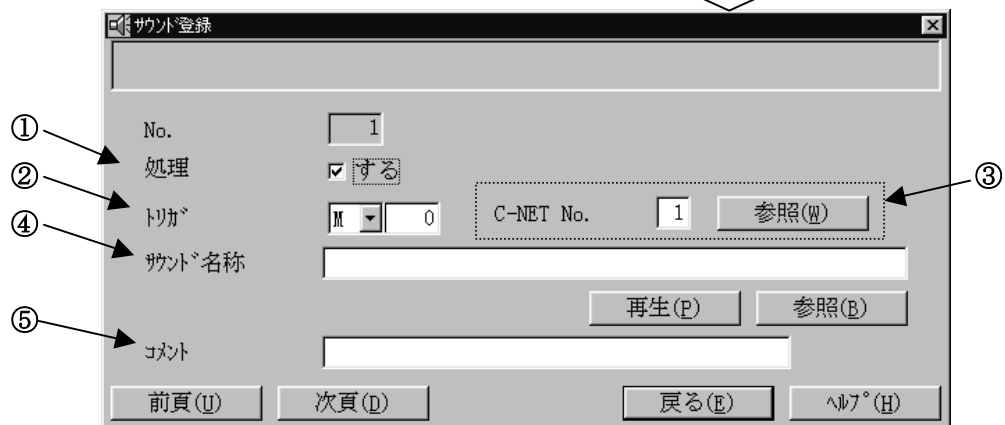 ｻｳﾝﾄﾞ登録
① No. 1
処理 ☑ する
② ﾄﾘｶﾞ M 0 C-NET No. 1 参照(W) ③
④ ｻｳﾝﾄﾞ名称
再生(P) 参照(B)
⑤ ｺﾒﾝﾄ
前頁(U) 次頁(D) 戻る(E) ﾍﾙﾌﾟ(H)